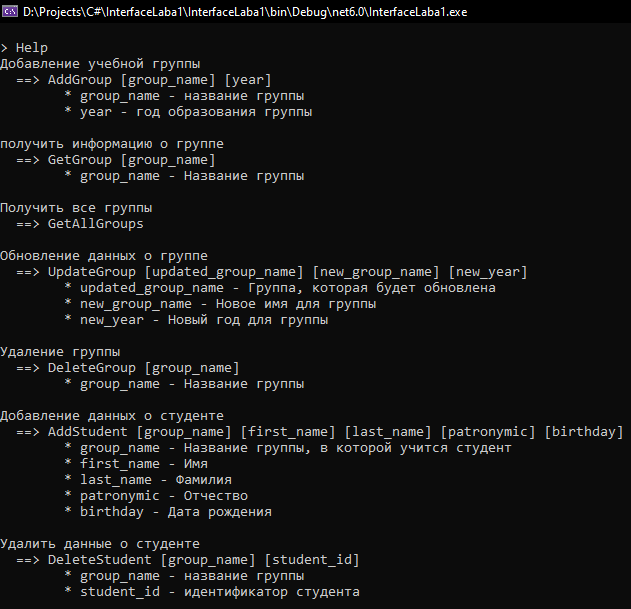 D:\Projects\C#\InterfaceLaba1\InterfaceLaba1\bin\Debug\net6.0\InterfaceLaba1.exe
> Help
Добавление учебной группы
==> AddGroup [group_name] [year]
* group_name - название группы
* year - год образования группы
получить информацию о группе
==> GetGroup [group_name]
* group_name - Название группы
Получить все группы
==> GetAllGroups
Обновление данных о группе
==> UpdateGroup [updated_group_name] [new_group_name] [new_year]
* updated_group_name - Группа, которая будет обновлена
* new_group_name - Новое имя для группы
* new_year - Новый год для группы
Удаление группы
==> DeleteGroup [group_name]
* group_name - Название группы
Добавление данных о студенте
==> AddStudent [group_name] [first_name] [last_name] [patronymic] [birthday]
* group_name - Название группы, в которой учится студент
* first_name - Имя
* last_name - Фамилия
* patronymic - Отчество
* birthday - Дата рождения
Удалить данные о студенте
==> DeleteStudent [group_name] [student_id]
* group_name - название группы
* student_id - идентификатор студента